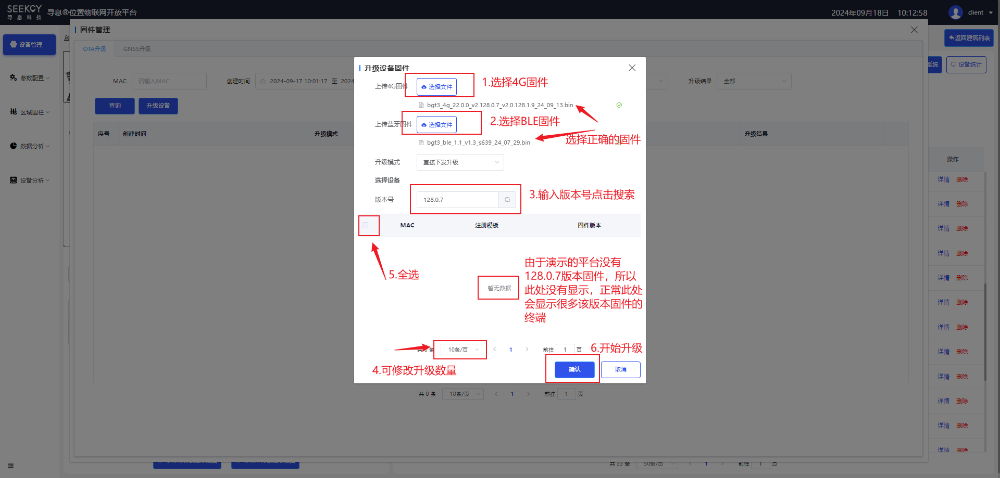 SEEKCY
寻息科技
寻息®位置物联网开放平台
2024年09月18日 10:12:58
client
固件管理
设备管理
返回建筑列表
OTA升级 GNSS升级
系统
设备统计
升级设备固件
MAC 请输入MAC
创建时间 2024-09-17 10:01:17 至 2024
升级结果 全部
参数配置
上传4G固件 选择文件
1.选择4G固件
bgt3_4g_22.0.0_v2.128.0.7_v2.0.128.1.9_24_09_13.bin
查询 升级设备
区域围栏
上传蓝牙固件 选择文件
2.选择BLE固件
选择正确的固件
bgt3_ble_1.1_v1.3_s639_24_07_29.bin
序号 创建时间 升级模式 升级结果
数据分析
升级模式 直接下发升级
操作
设备分析
选择设备
版本号 128.0.7
3.输入版本号点击搜索
MAC 注册模板 固件版本
5.全选
暂无数据
由于演示的平台没有
128.0.7版本固件，所以
此处没有显示，正常此处
会显示很多该版本固件的
终端
共 0 条 10条/页 1 前往 1 页
6.开始升级
4.可修改升级数量
确认 取消
共 0 条 10条/页 1 前往 1 页
详情 删除
详情 删除
详情 删除
详情 删除
详情 删除
详情 删除
详情 删除
详情 删除
详情 删除
详情 删除
详情 删除
详情 删除
共 33 条 50条/页 1 前往 1 页